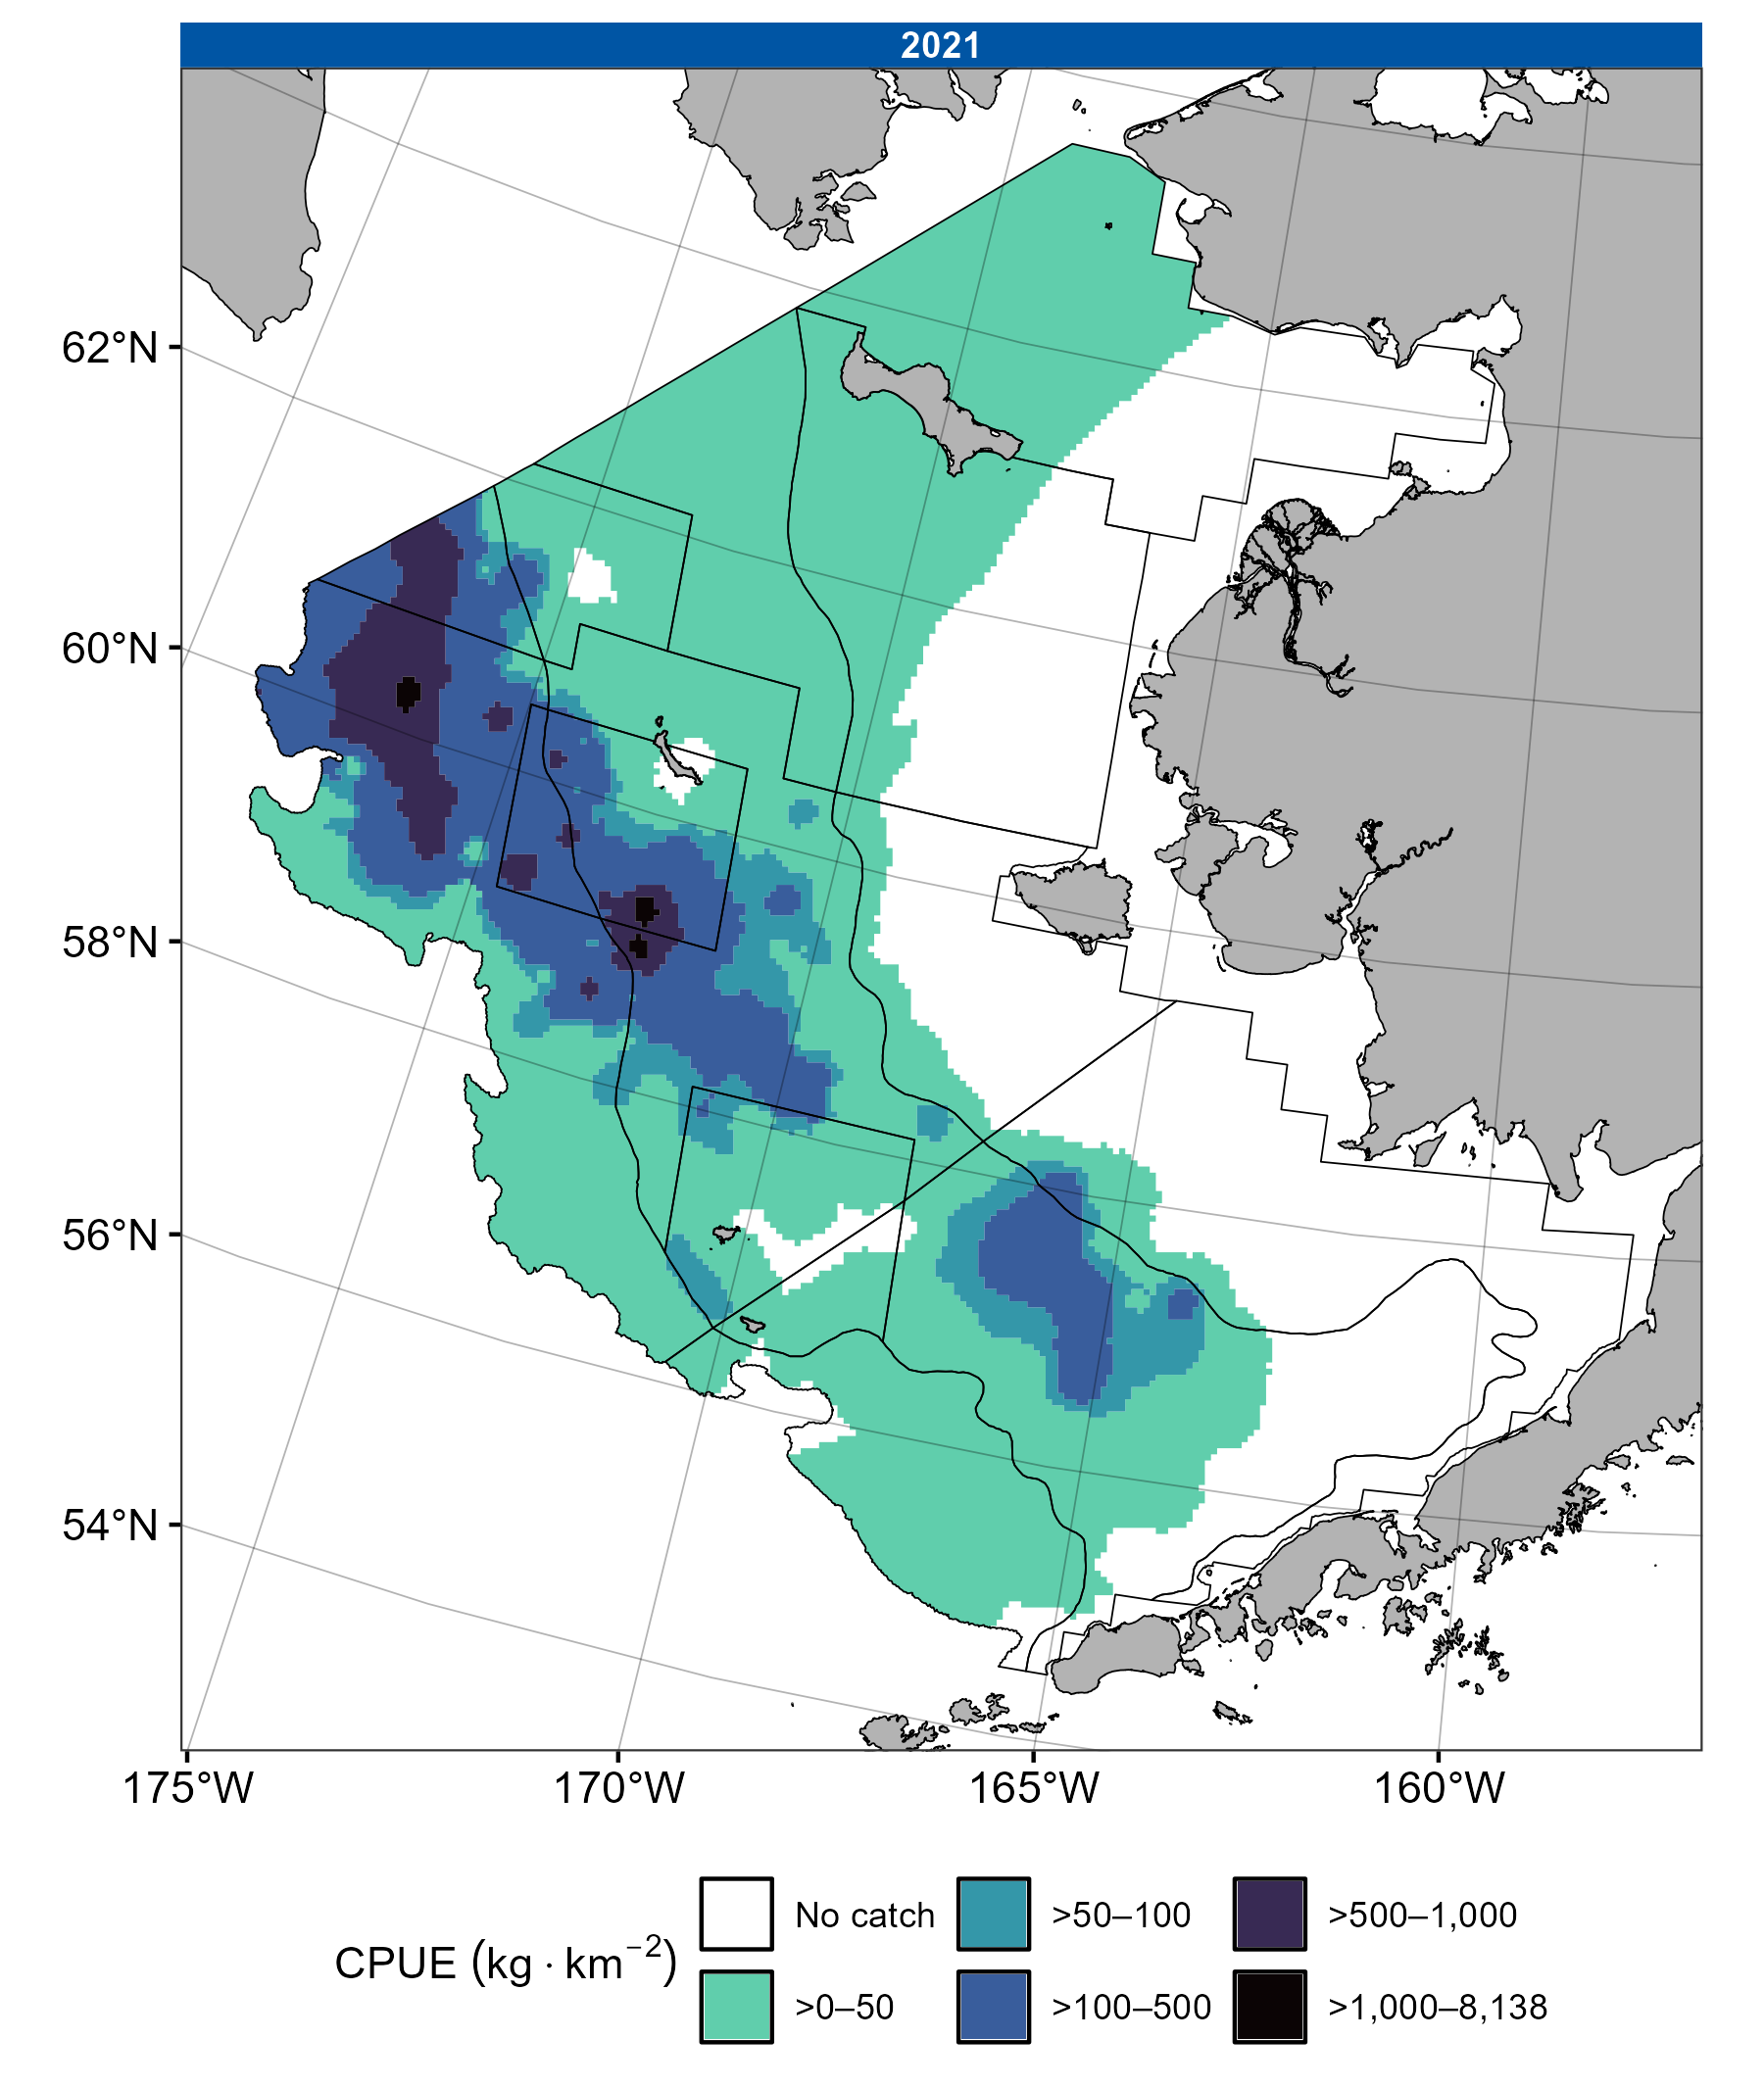 2021
62°N
60°N
58°N
56°N
54°N
175°W 170°W 165°W 160°W
CPUE (kg · km⁻²)
No catch >50–100 >500–1,000
>0–50 >100–500 >1,000–8,138